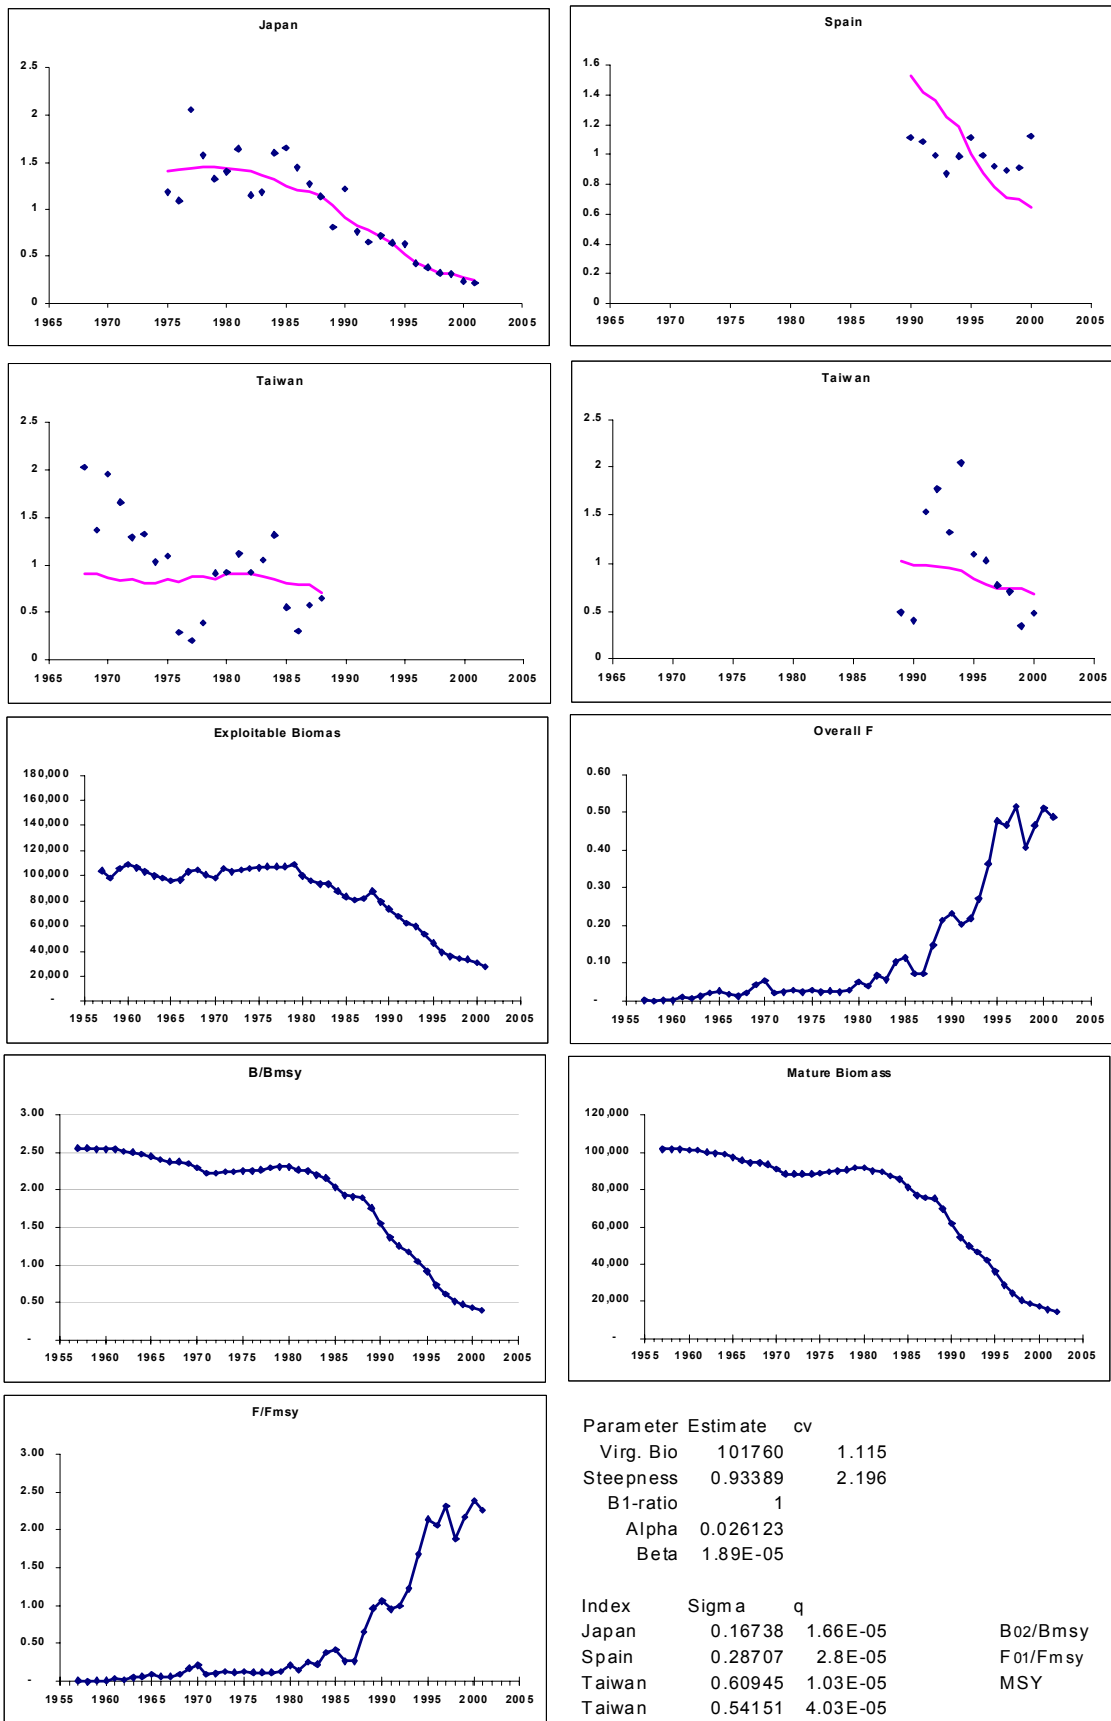 Japan
2.5
2
1.5
1
0.5
0
1965 1970 1975 1980 1985 1990 1995 2000 2005
Spain
1.6
1.4
1.2
1.0
0.8
0.6
0.4
0.2
0
1965 1970 1975 1980 1985 1990 1995 2000 2005
Taiwan
2.5
2
1.5
1
0.5
0
1965 1970 1975 1980 1985 1990 1995 2000 2005
Taiwan
2.5
2
1.5
1
0.5
0
1965 1970 1975 1980 1985 1990 1995 2000 2005
Exploitable Biomas
180,000
160,000
140,000
120,000
100,000
80,000
60,000
40,000
20,000
-
1955 1960 1965 1970 1975 1980 1985 1990 1995 2000 2005
Overall F
0.60
0.50
0.40
0.30
0.20
0.10
-
1955 1960 1965 1970 1975 1980 1985 1990 1995 2000 2005
B/Bmsy
3.00
2.50
2.00
1.50
1.00
0.50
-
1955 1960 1965 1970 1975 1980 1985 1990 1995 2000 2005
Mature Biomass
120,000
100,000
80,000
60,000
40,000
20,000
-
1955 1960 1965 1970 1975 1980 1985 1990 1995 2000 2005
F/Fmsy
3.00
2.50
2.00
1.50
1.00
0.50
-
1955 1960 1965 1970 1975 1980 1985 1990 1995 2000 2005
Parameter Estimate cv
Virg. Bio 101760 1.115
Steepness 0.93389 2.196
B1-ratio 1
Alpha 0.026123
Beta 1.89E-05
Index Sigma q
Japan 0.16738 1.66E-05 B02/Bmsy
Spain 0.28707 2.8E-05 F01/Fmsy
Taiwan 0.60945 1.03E-05 MSY
Taiwan 0.54151 4.03E-05